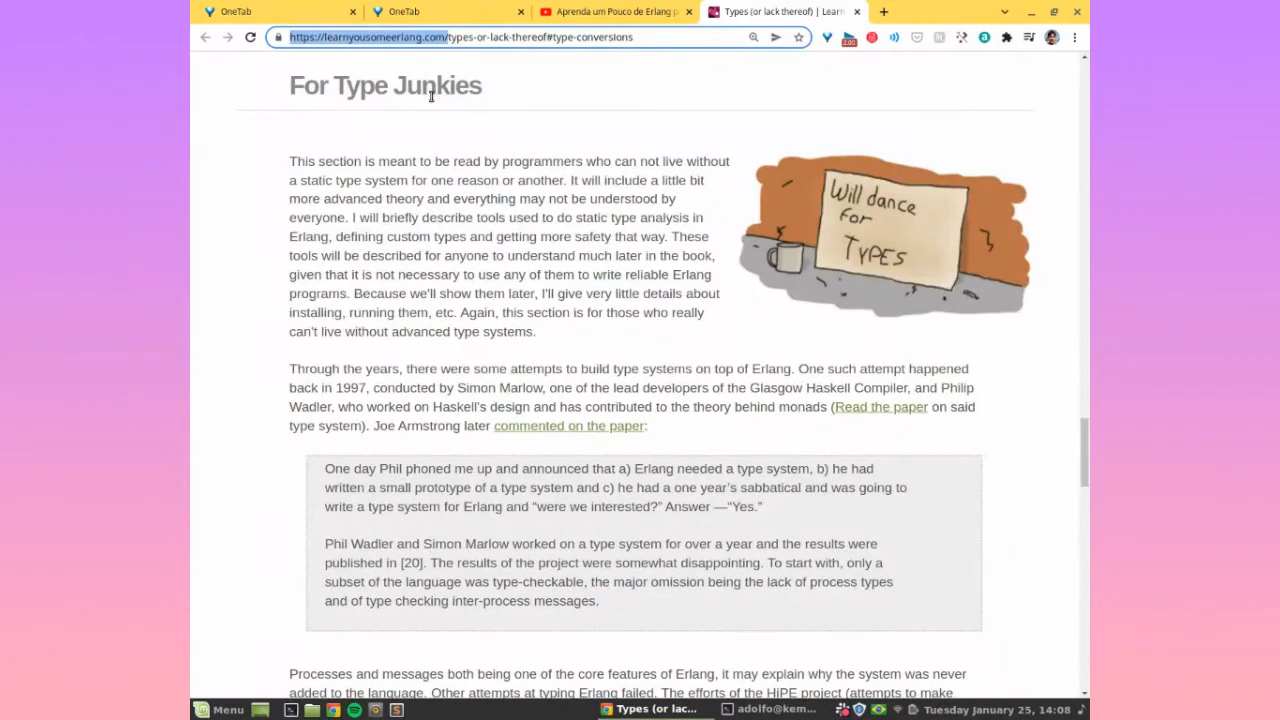 OneTab
OneTab
Aprenda um Pouco de Erlang p
Types (or lack thereof) | Learn
https://learnyousomeerlang.com/types-or-lack-thereof#type-conversions
2.00
For Type Junkies
This section is meant to be read by programmers who can not live without
a static type system for one reason or another. It will include a little bit
more advanced theory and everything may not be understood by
everyone. I will briefly describe tools used to do static type analysis in
Erlang, defining custom types and getting more safety that way. These
tools will be described for anyone to understand much later in the book,
given that it is not necessary to use any of them to write reliable Erlang
programs. Because we'll show them later, I'll give very little details about
installing, running them, etc. Again, this section is for those who really
can't live without advanced type systems.
Will dance
for
TYPES
Through the years, there were some attempts to build type systems on top of Erlang. One such attempt happened
back in 1997, conducted by Simon Marlow, one of the lead developers of the Glasgow Haskell Compiler, and Philip
Wadler, who worked on Haskell's design and has contributed to the theory behind monads (Read the paper on said
type system). Joe Armstrong later commented on the paper:
One day Phil phoned me up and announced that a) Erlang needed a type system, b) he had
written a small prototype of a type system and c) he had a one year's sabbatical and was going to
write a type system for Erlang and “were we interested?” Answer —“Yes.”
Phil Wadler and Simon Marlow worked on a type system for over a year and the results were
published in [20]. The results of the project were somewhat disappointing. To start with, only a
subset of the language was type-checkable, the major omission being the lack of process types
and of type checking inter-process messages.
Processes and messages both being one of the core features of Erlang, it may explain why the system was never
added to the language. Other attempts at typing Erlang failed. The efforts of the HiPE project (attempts to make
Menu
Types (or lac...
adolfo@kem...
Tuesday January 25, 14:08